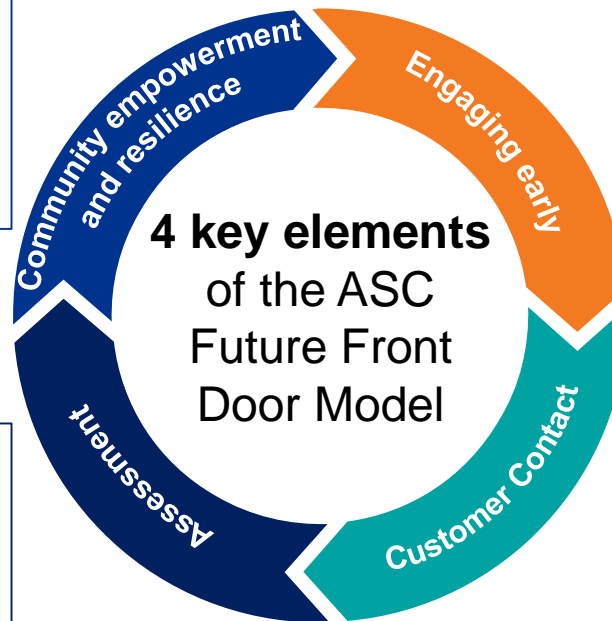 Community empowerment
and resilience
Engaging early
4 key elements
of the ASC
Future Front
Door Model
Assessment
Customer Contact